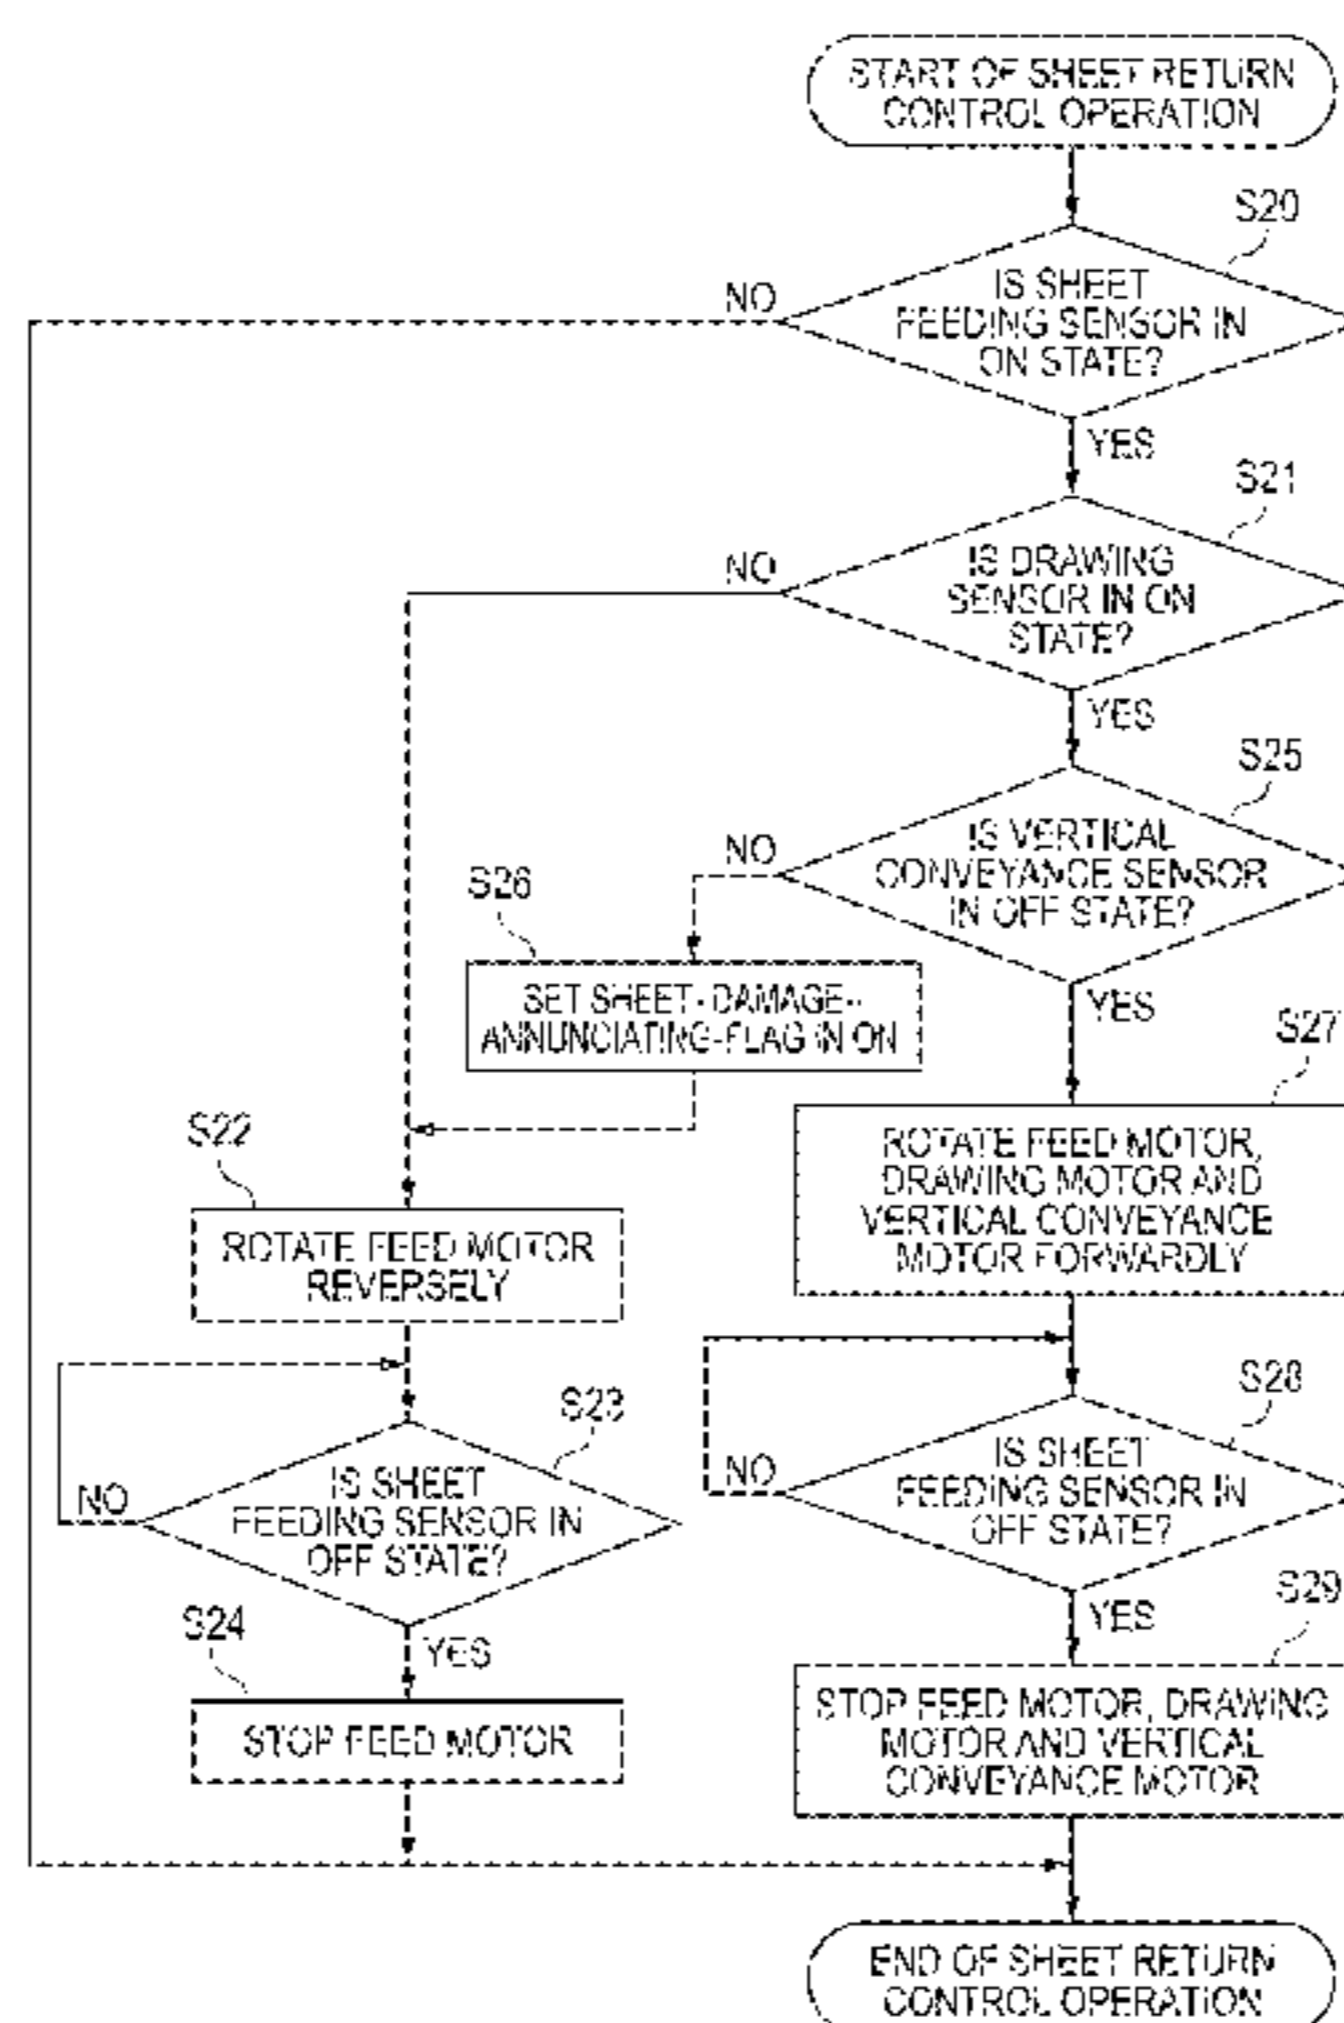 START OF SHEET RETURN
CONTROL OPERATION
S20
IS SHEET
FEEDING SENSOR IN
ON STATE?
NO
YES
S21
IS DRAWING
SENSOR IN ON
STATE?
NO
YES
S25
IS VERTICAL
CONVEYANCE SENSOR
IN OFF STATE?
NO
YES
S26
SET SHEET-DAMAGE-
ANNUNCIATING-FLAG IN ON
S27
ROTATE FEED MOTOR,
DRAWING MOTOR AND
VERTICAL CONVEYANCE
MOTOR FORWARDLY
S22
ROTATE FEED MOTOR
REVERSELY
S23
IS SHEET
FEEDING SENSOR IN
OFF STATE?
NO
YES
S28
IS SHEET
FEEDING SENSOR IN
OFF STATE?
NO
YES
S24
STOP FEED MOTOR
S29
STOP FEED MOTOR, DRAWING
MOTOR AND VERTICAL
CONVEYANCE MOTOR
END OF SHEET RETURN
CONTROL OPERATION